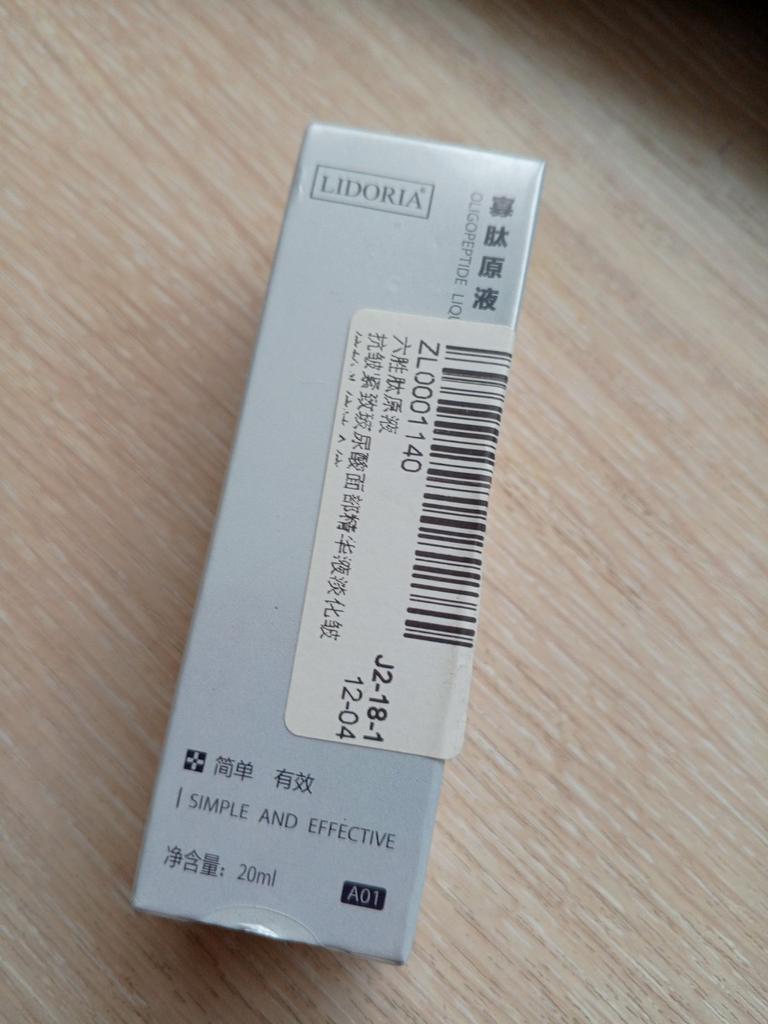 LIDORIA®
寡肽原液
OLIGOPEPTIDE
ZL0001140
六胜肽原液
抗皱紧致玻尿酸面部精华液淡化皱
J2-18-1
12-04
简单 有效
| SIMPLE AND EFFECTIVE
净含量：20ml
A01